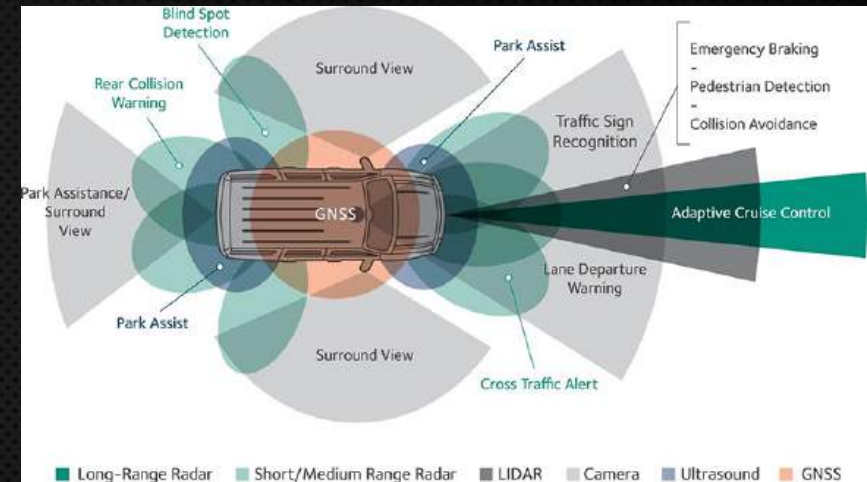 Blind Spot
Detection
Surround View
Park Assist
Emergency Braking
-
Pedestrian Detection
-
Collision Avoidance
Rear Collision
Warning
Traffic Sign
Recognition
Park Assistance/
Surround
View
GNSS
Adaptive Cruise Control
Lane Departure
Warning
Park Assist
Surround View
Cross Traffic Alert
Long-Range Radar
Short/Medium Range Radar
LIDAR
Camera
Ultrasound
GNSS